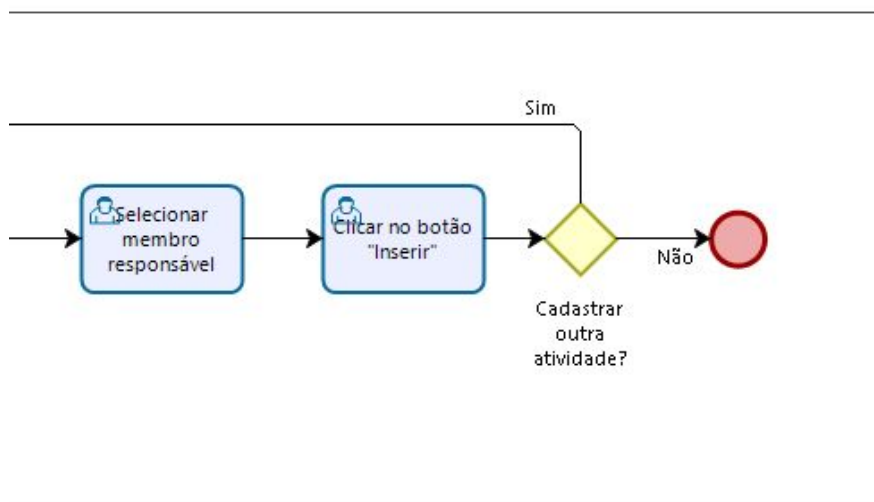 Sim
Selecionar
membro
responsável
Clicar no botão
"Inserir"
Não
Cadastrar
outra
atividade?